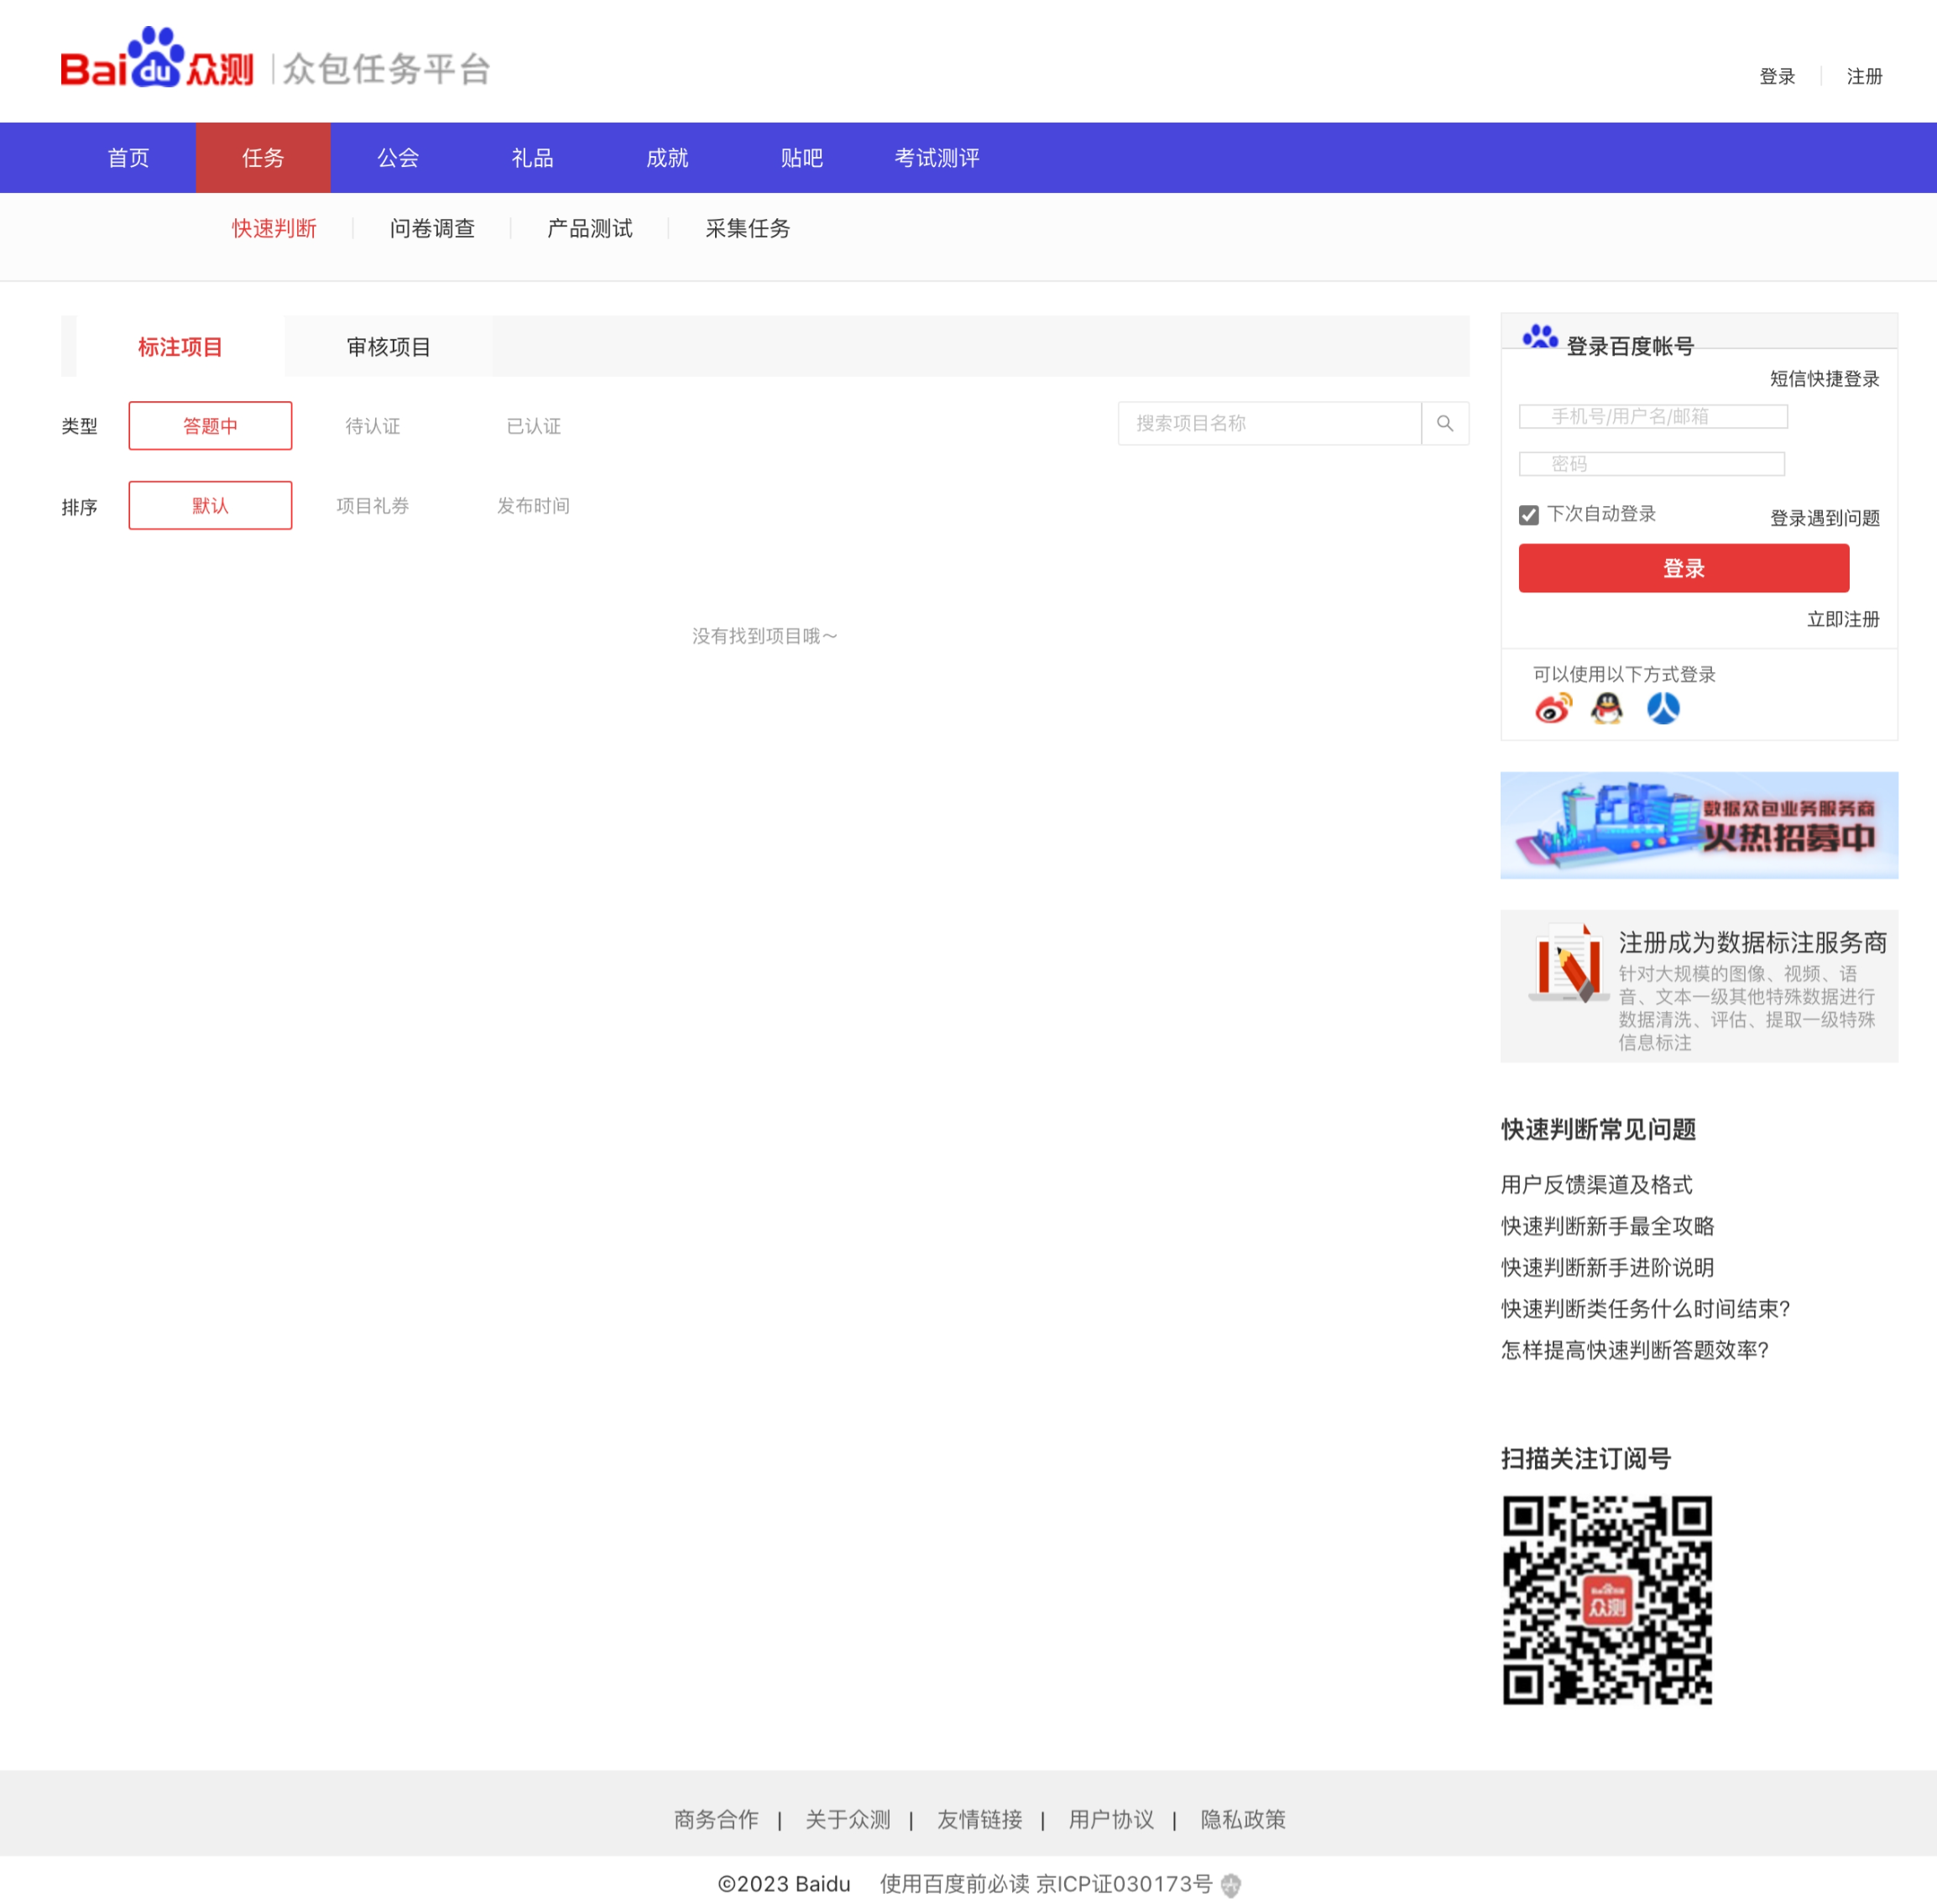 Baidu众测 众包任务平台
登录 注册
首页 任务 公会 礼品 成就 贴吧 考试测评
快速判断 问卷调查 产品测试 采集任务
标注项目 审核项目
类型 答题中 待认证 已认证 搜索项目名称
排序 默认 项目礼券 发布时间
没有找到项目哦～
登录百度帐号
短信快捷登录
手机号/用户名/邮箱
密码
下次自动登录 登录遇到问题
登录
立即注册
可以使用以下方式登录
数据众包业务服务商
火热招募中
注册成为数据标注服务商
针对大规模的图像、视频、语
音、文本一级其他特殊数据进行
数据清洗、评估、提取一级特殊
信息标注
快速判断常见问题
用户反馈渠道及格式
快速判断新手最全攻略
快速判断新手进阶说明
快速判断类任务什么时间结束?
怎样提高快速判断答题效率?
扫描关注订阅号
Baidu百度
众测
商务合作 | 关于众测 | 友情链接 | 用户协议 | 隐私政策
©2023 Baidu 使用百度前必读 京ICP证030173号